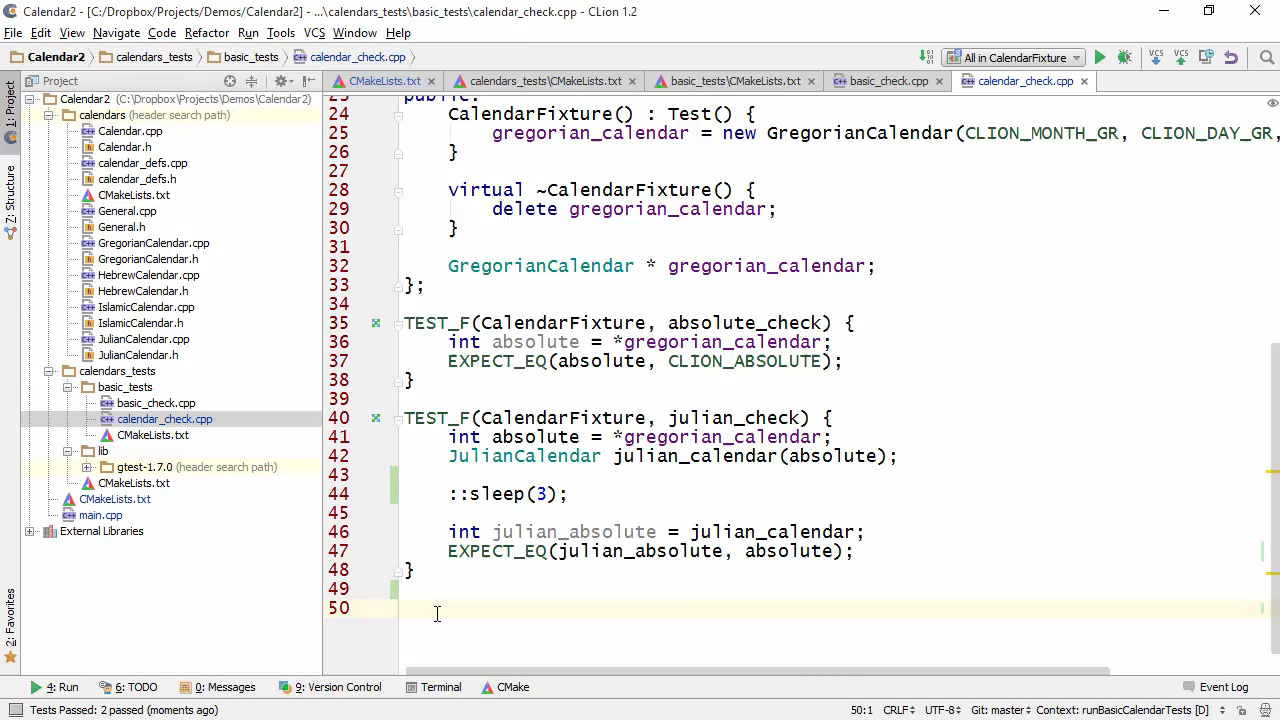 Calendar2 - [C:/Dropbox/Projects/Demos/Calendar2] - ...\calendars_tests\basic_tests\calendar_check.cpp - CLion 1.2
File Edit View Navigate Code Refactor Run Tools VCS Window Help
Calendar2 calendars_tests basic_tests calendar_check.cpp All in CalendarFixture VCS VCS
Project CMakeLists.txt calendars_tests\CMakeLists.txt basic_tests\CMakeLists.txt basic_check.cpp calendar_check.cpp
1: Project
7: Structure
2: Favorites
Calendar2 (C:/Dropbox/Projects/Demos/Calendar2)
calendars (header search path)
Calendar.cpp
Calendar.h
calendar_defs.cpp
calendar_defs.h
CMakeLists.txt
General.cpp
General.h
GregorianCalendar.cpp
GregorianCalendar.h
HebrewCalendar.cpp
HebrewCalendar.h
IslamicCalendar.cpp
IslamicCalendar.h
JulianCalendar.cpp
JulianCalendar.h
calendars_tests
basic_tests
basic_check.cpp
calendar_check.cpp
CMakeLists.txt
lib
gtest-1.7.0 (header search path)
CMakeLists.txt
CMakeLists.txt
main.cpp
External Libraries
23 public:
24 CalendarFixture() : Test() {
25 gregorian_calendar = new GregorianCalendar(CLION_MONTH_GR, CLION_DAY_GR,
26 }
27
28 virtual ~CalendarFixture() {
29 delete gregorian_calendar;
30 }
31
32 GregorianCalendar * gregorian_calendar;
33 };
34
35 TEST_F(CalendarFixture, absolute_check) {
36 int absolute = *gregorian_calendar;
37 EXPECT_EQ(absolute, CLION_ABSOLUTE);
38 }
39
40 TEST_F(CalendarFixture, julian_check) {
41 int absolute = *gregorian_calendar;
42 JulianCalendar julian_calendar(absolute);
43
44 ::sleep(3);
45
46 int julian_absolute = julian_calendar;
47 EXPECT_EQ(julian_absolute, absolute);
48 }
49
50
4: Run 6: TODO 0: Messages 9: Version Control Terminal CMake Event Log
Tests Passed: 2 passed (moments ago) 50:1 CRLF UTF-8 Git: master Context: runBasicCalendarTests [D]